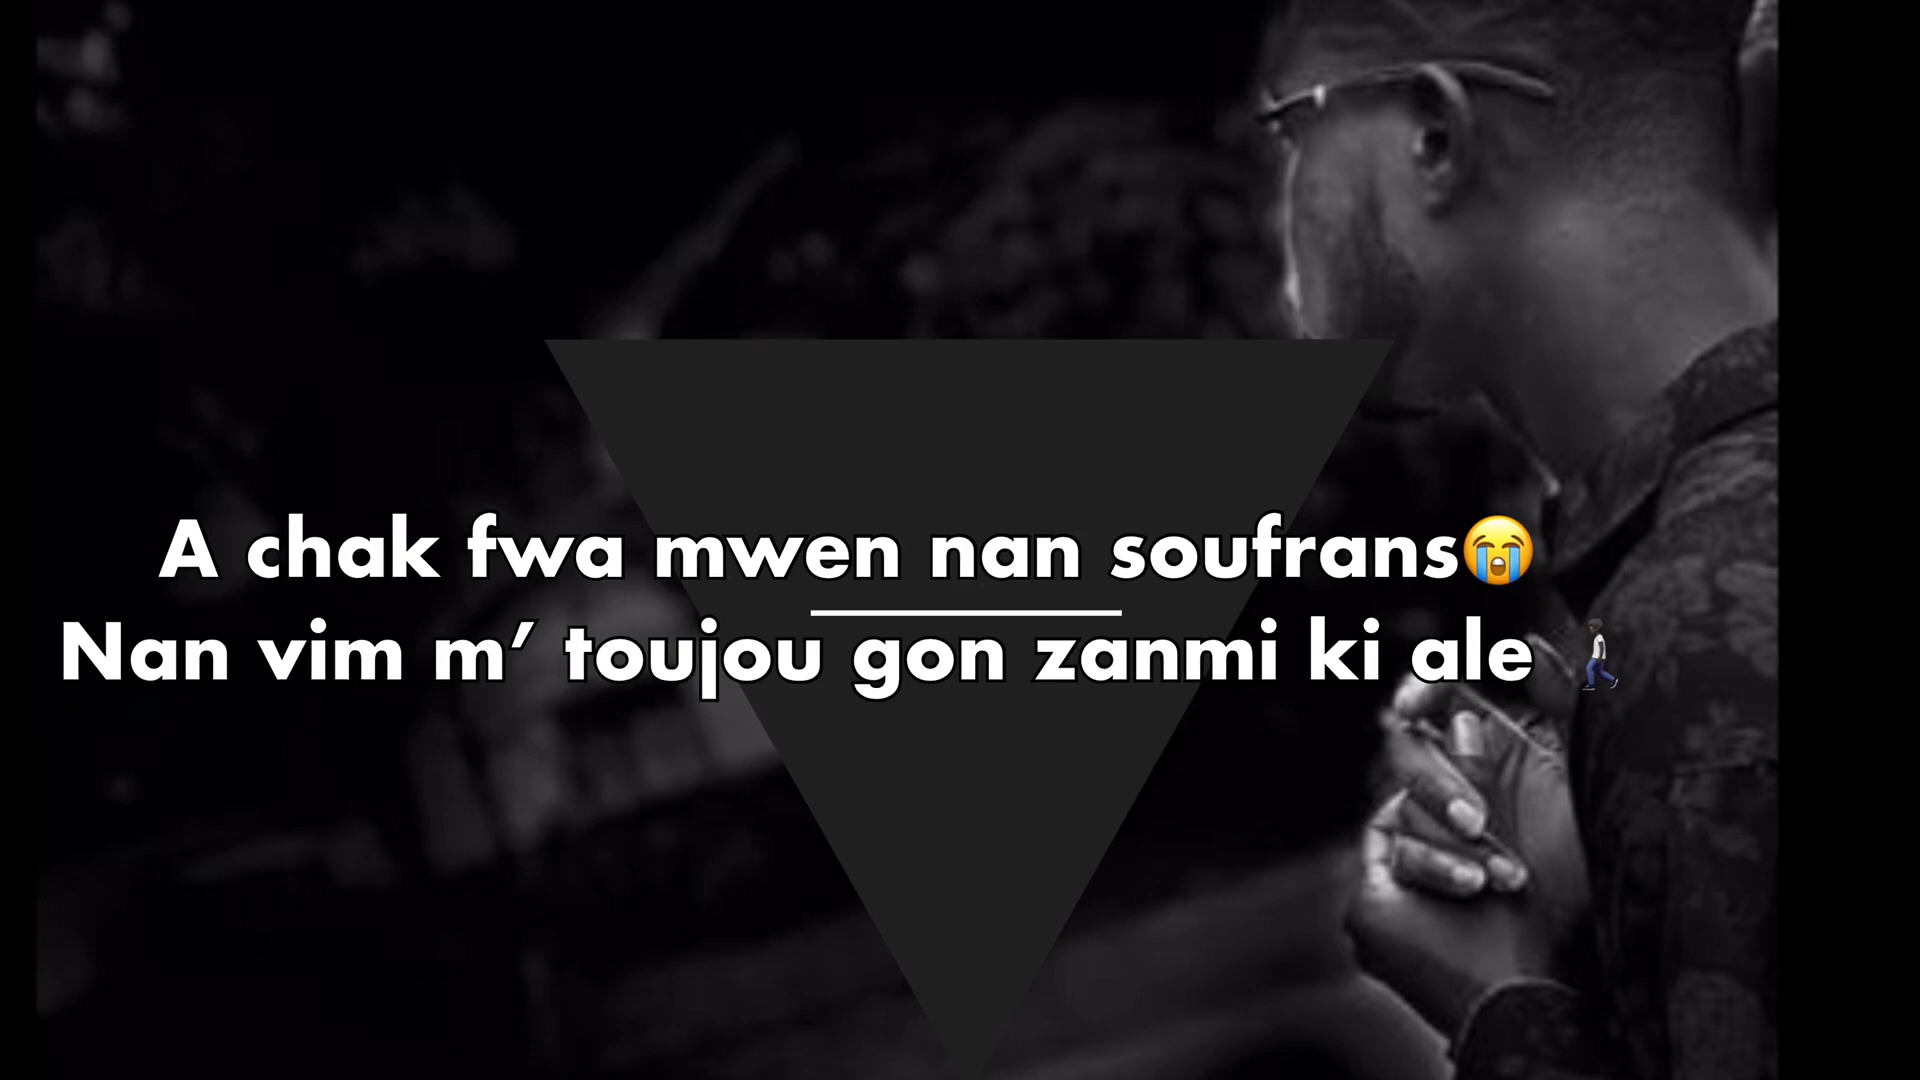 A chak fwa mwen nan soufrans😭
Nan vim m’ toujou gon zanmi ki ale 🚶🏿